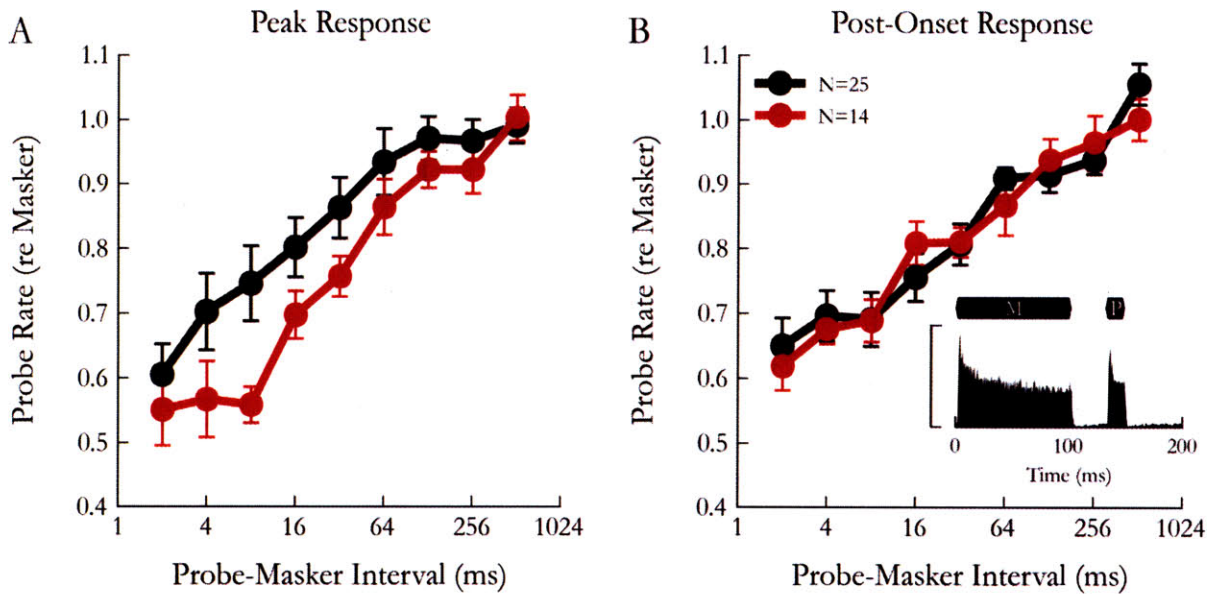 A
Peak Response
Probe Rate (re Masker)
1.1
1.0
0.9
0.8
0.7
0.6
0.5
0.4
1 4 16 64 256 1024
Probe-Masker Interval (ms)
B
Post-Onset Response
Probe Rate (re Masker)
1.1
1.0
0.9
0.8
0.7
0.6
0.5
0.4
N=25
N=14
M P
0 100 200
Time (ms)
1 4 16 64 256 1024
Probe-Masker Interval (ms)